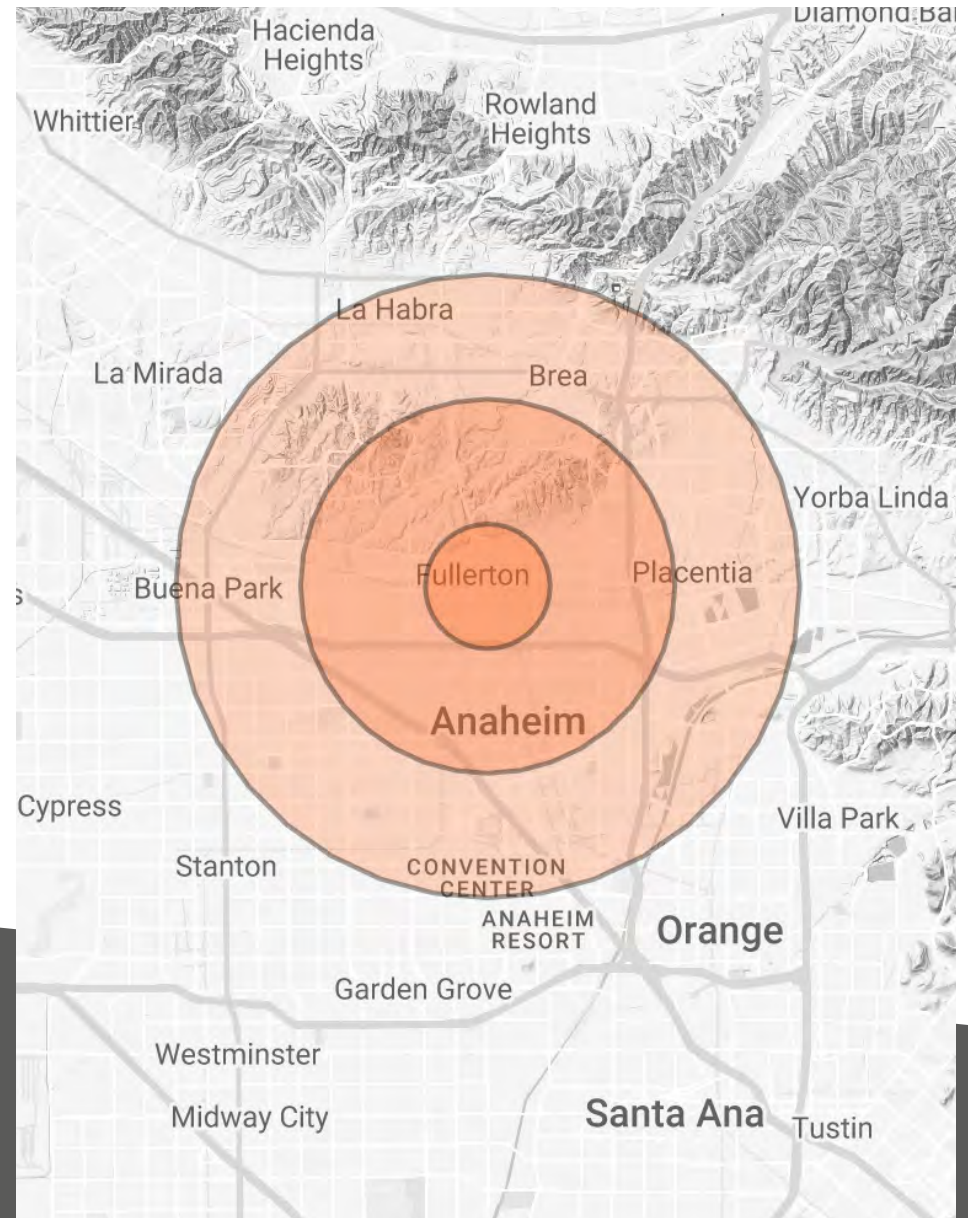 Diamond Ba
Hacienda
Heights
Rowland
Heights
Whittier
La Habra
La Mirada
Brea
Yorba Linda
Fullerton
Placentia
Buena Park
s
Anaheim
Cypress
Villa Park
Stanton
CONVENTION
CENTER
ANAHEIM
RESORT
Orange
Garden Grove
Westminster
Midway City
Santa Ana
Tustin